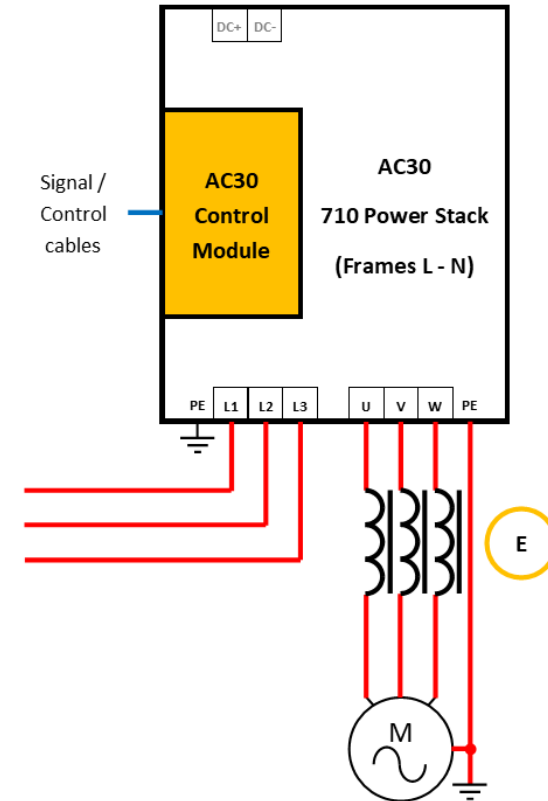 DC+ DC-
AC30
Control
Module
AC30
710 Power Stack
(Frames L - N)
Signal /
Control
cables
PE L1 L2 L3 U V W PE
E
M